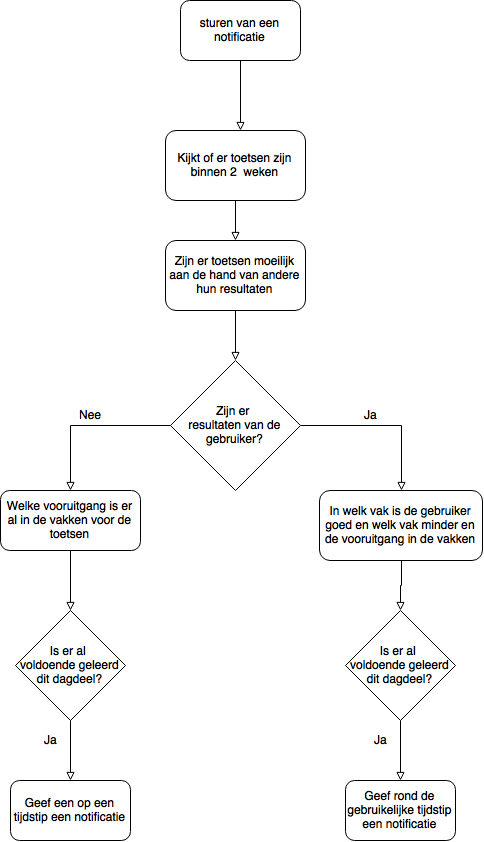 sturen van een
notificatie
Kijkt of er toetsen zijn
binnen 2 weken
Zijn er toetsen moeilijk
aan de hand van andere
hun resultaten
Zijn er
resultaten van de
gebruiker?
Nee
Ja
Welke vooruitgang is er
al in de vakken voor de
toetsen
In welk vak is de gebruiker
goed en welk vak minder en
de vooruitgang in de vakken
Is er al
voldoende geleerd
dit dagdeel?
Is er al
voldoende geleerd
dit dagdeel?
Ja
Ja
Geef een op een
tijdstip een notificatie
Geef rond de
gebruikelijke tijdstip
een notificatie